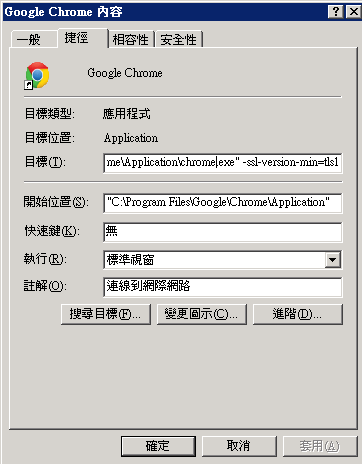 Google Chrome 內容
一般 捷徑 相容性 安全性
Google Chrome
目標類型: 應用程式
目標位置: Application
目標(T): me\Application\chrome.exe" -ssl-version-min=tls1
開始位置(S): "C:\Program Files\Google\Chrome\Application"
快速鍵(K): 無
執行(R): 標準視窗
註解(O): 連線到網際網路
搜尋目標(F)... 變更圖示(C)... 進階(D)...
確定 取消 套用(A)